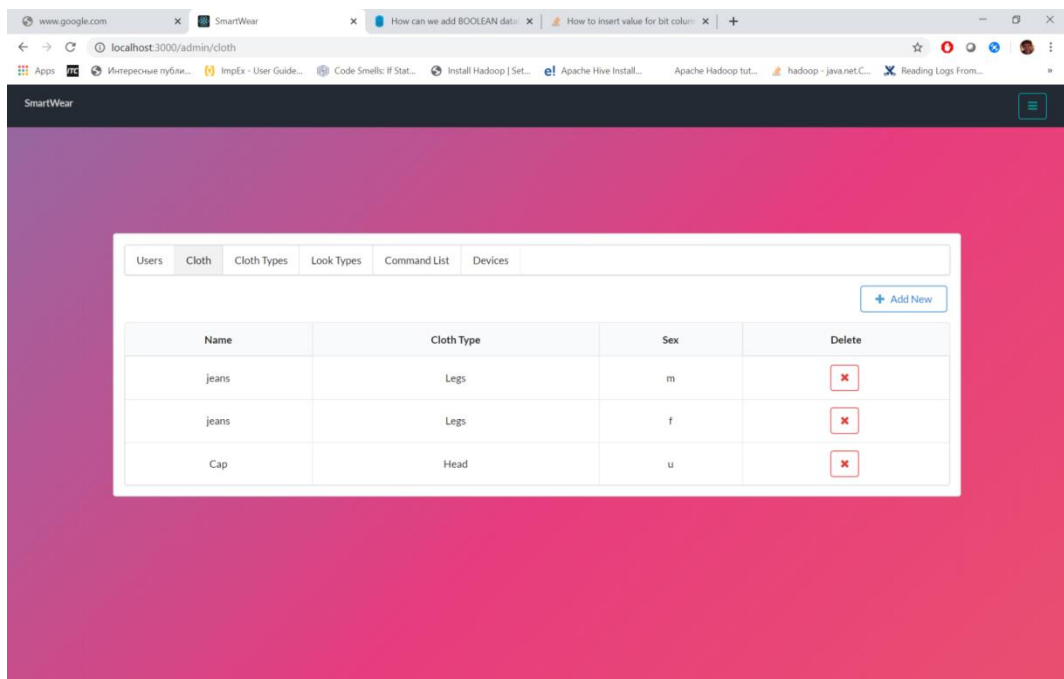 www.google.com SmartWear How can we add BOOLEAN data How to insert value for bit colum
localhost:3000/admin/cloth
Apps ITC Интересные публи... ImpEx - User Guide... Code Smells: If Stat... Install Hadoop | Set... e! Apache Hive Install... Apache Hadoop tut... hadoop - java.net.C... Reading Logs From... »
SmartWear
Users Cloth Cloth Types Look Types Command List Devices
+ Add New
Name Cloth Type Sex Delete
jeans Legs m
jeans Legs f
Cap Head u